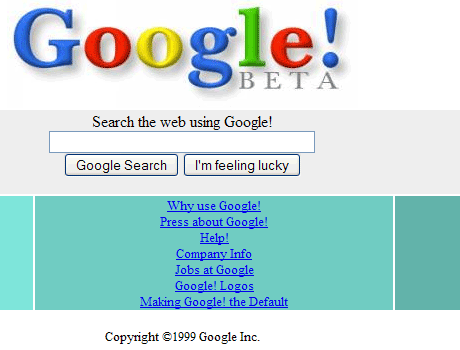 Google!
BETA
Search the web using Google!
Google Search I'm feeling lucky
Why use Google!
Press about Google!
Help!
Company Info
Jobs at Google
Google! Logos
Making Google! the Default
Copyright ©1999 Google Inc.